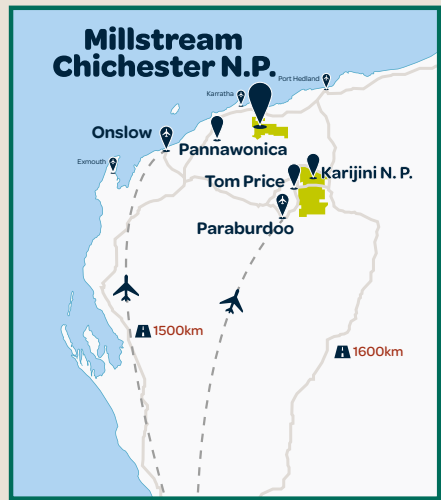 Millstream
Chichester N.P.
Port Hedland
Karratha
Onslow
Pannawonica
Exmouth
Karijini N. P.
Tom Price
Paraburdoo
1500km
1600km